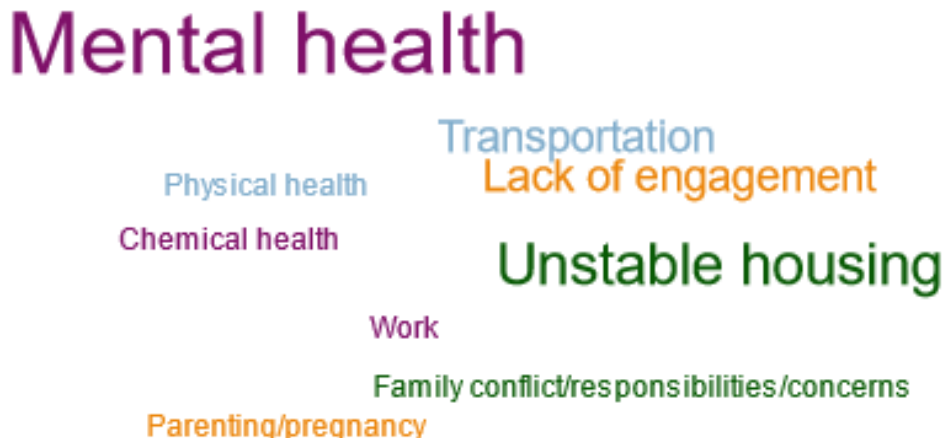 Mental health
Transportation
Lack of engagement
Physical health
Chemical health
Unstable housing
Work
Family conflict/responsibilities/concerns
Parenting/pregnancy